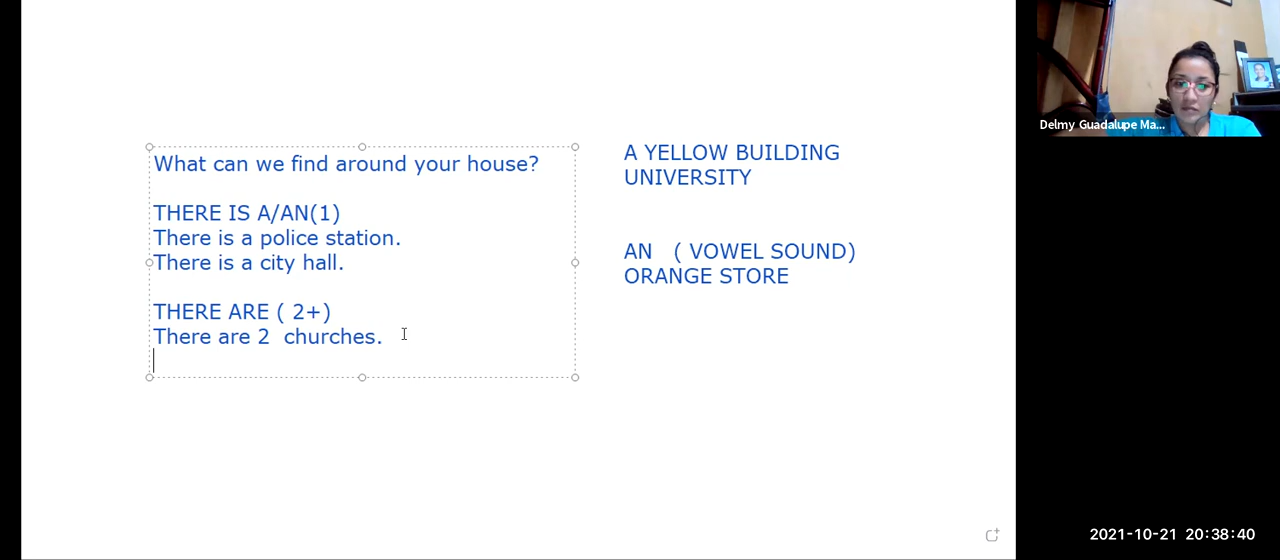 What can we find around your house?
THERE IS A/AN(1)
There is a police station.
There is a city hall.
THERE ARE ( 2+)
There are 2  churches.
A YELLOW BUILDING
UNIVERSITY
AN   ( VOWEL SOUND)
ORANGE STORE
Delmy Guadalupe Ma...
2021-10-21 20:38:40